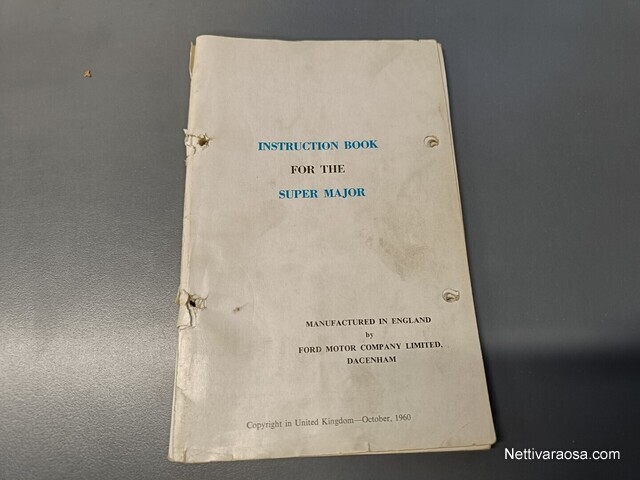 INSTRUCTION BOOK
FOR THE
SUPER MAJOR
MANUFACTURED IN ENGLAND
by
FORD MOTOR COMPANY LIMITED,
DAGENHAM
Copyright in United Kingdom—October, 1960
Nettivaraosa.com